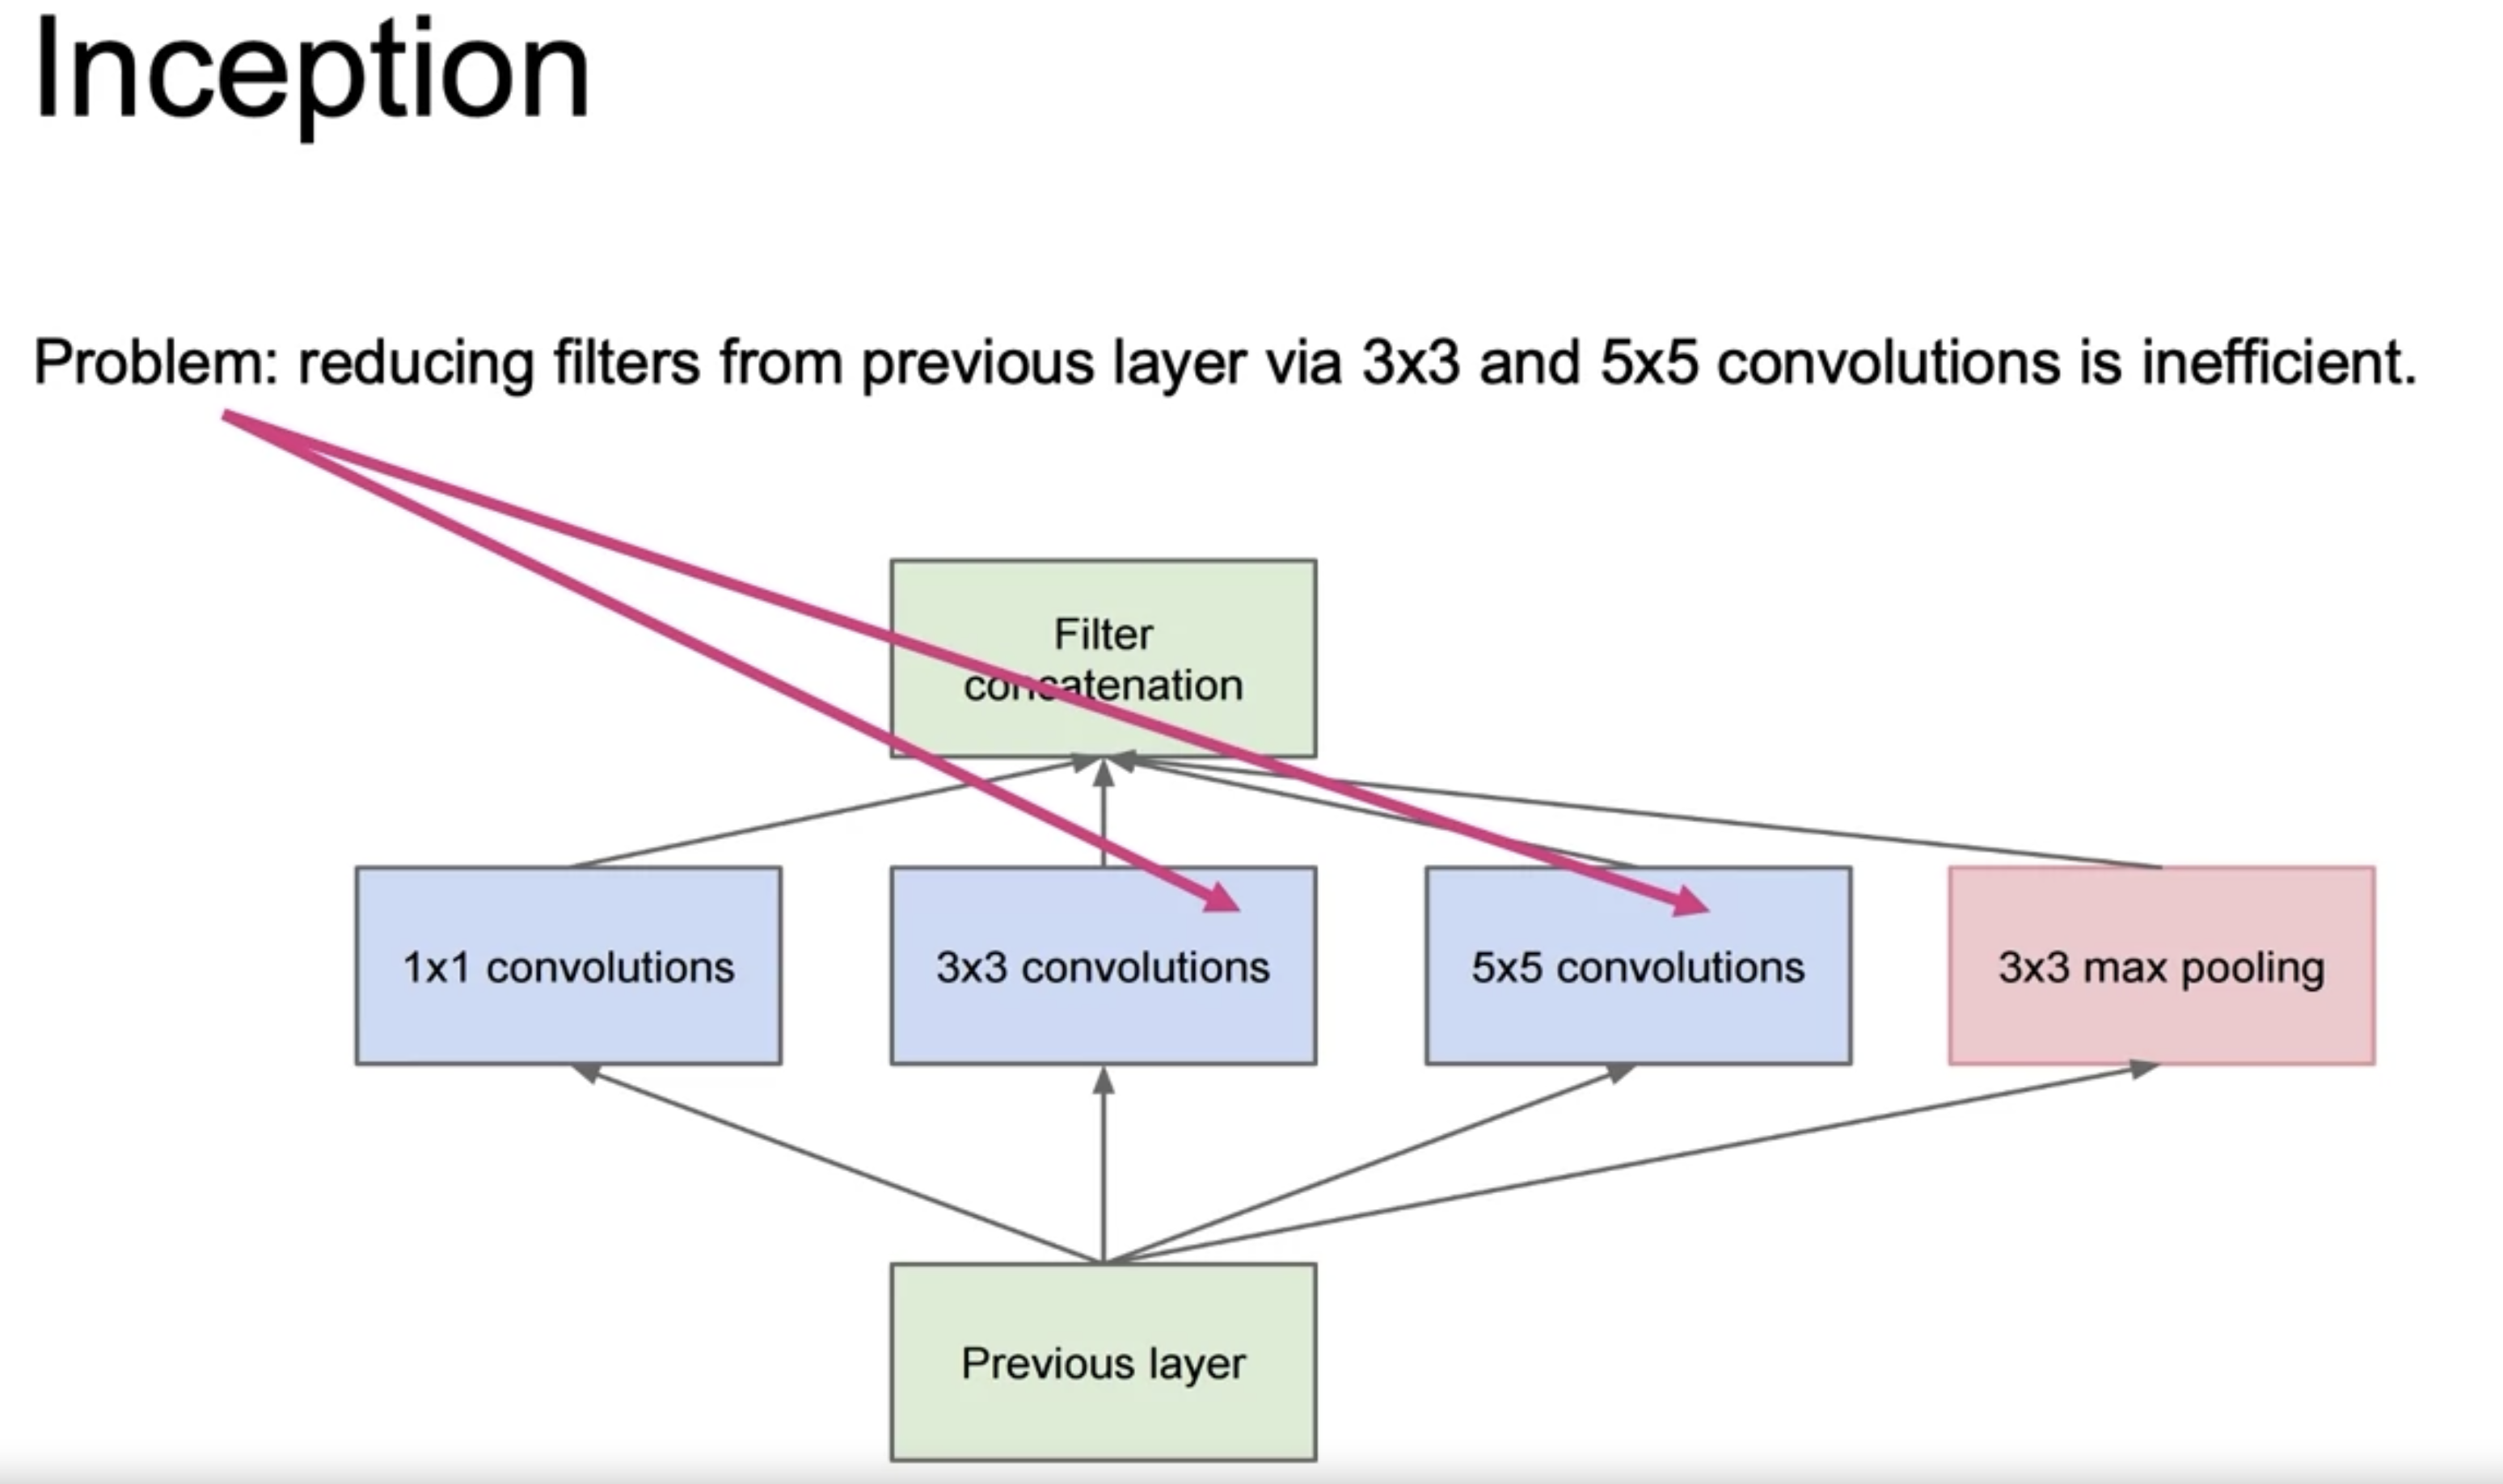 Inception
Problem: reducing filters from previous layer via 3x3 and 5x5 convolutions is inefficient.
Filter
concatenation
1x1 convolutions
3x3 convolutions
5x5 convolutions
3x3 max pooling
Previous layer